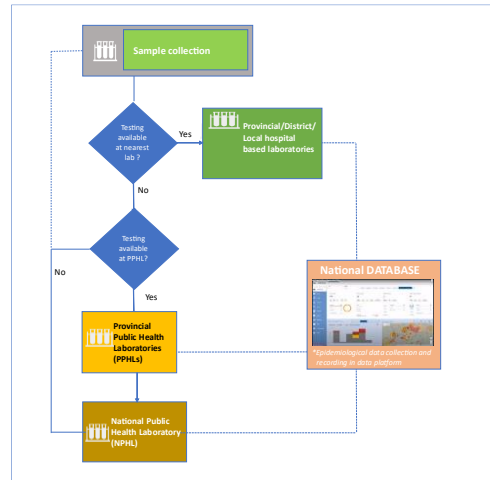 Sample collection
Testing
available
at nearest
lab ?
Yes
Provincial/District/
Local hospital
based laboratories
No
Testing
available
at PPHL?
No
Yes
National DATABASE
*Epidemiological data collection and
recording in data platform
Provincial
Public Health
Laboratories
(PPHLs)
National Public
Health Laboratory
(NPHL)